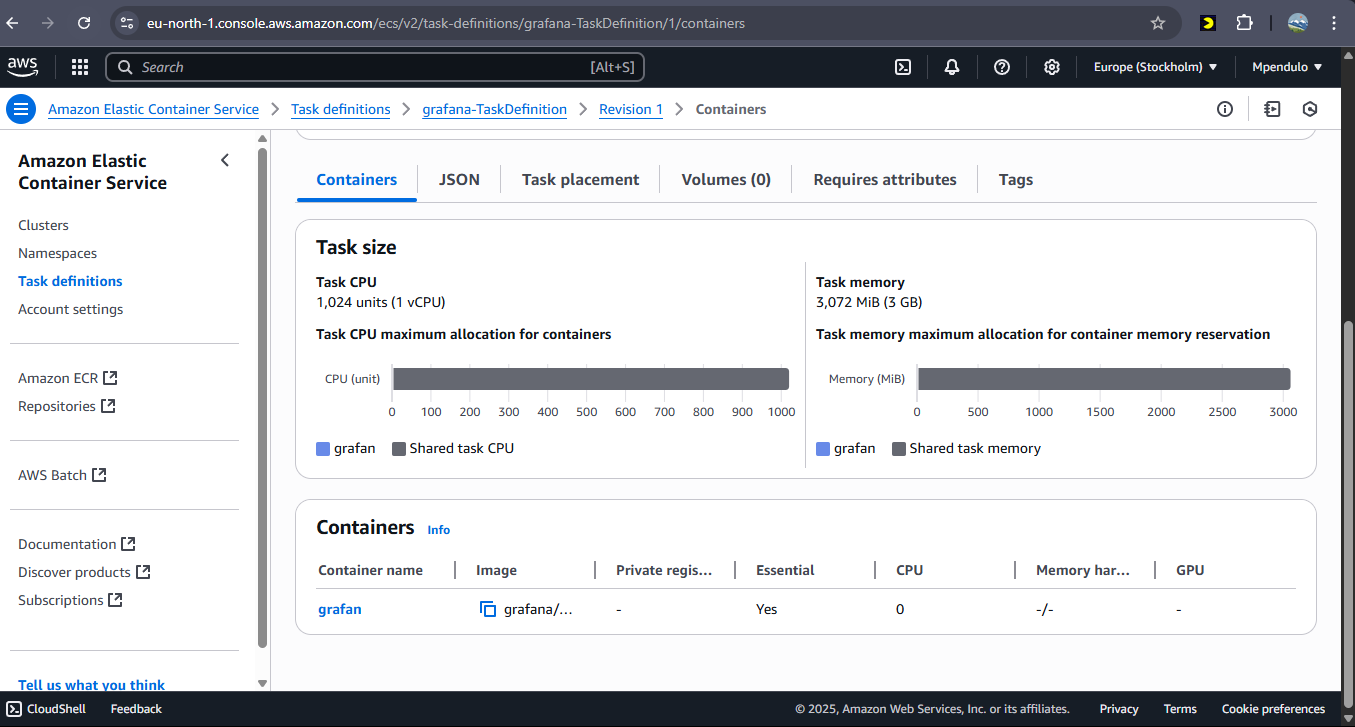 eu-north-1.console.aws.amazon.com/ecs/v2/task-definitions/grafana-TaskDefinition/1/containers
aws
Search [Alt+S]
Europe (Stockholm)
Mpendulo
Amazon Elastic Container Service > Task definitions > grafana-TaskDefinition > Revision 1 > Containers
Amazon Elastic
Container Service
Clusters
Namespaces
Task definitions
Account settings
Amazon ECR
Repositories
AWS Batch
Documentation
Discover products
Subscriptions
Tell us what you think
Containers JSON Task placement Volumes (0) Requires attributes Tags
Task size
Task CPU
1,024 units (1 vCPU)
Task CPU maximum allocation for containers
CPU (unit)
0 100 200 300 400 500 600 700 800 900 1000
grafan Shared task CPU
Task memory
3,072 MiB (3 GB)
Task memory maximum allocation for container memory reservation
Memory (MiB)
0 500 1000 1500 2000 2500 3000
grafan Shared task memory
Containers Info
Container name Image Private regis... Essential CPU Memory har... GPU
grafan grafana/... - Yes 0 -/- -
CloudShell Feedback
© 2025, Amazon Web Services, Inc. or its affiliates. Privacy Terms Cookie preferences